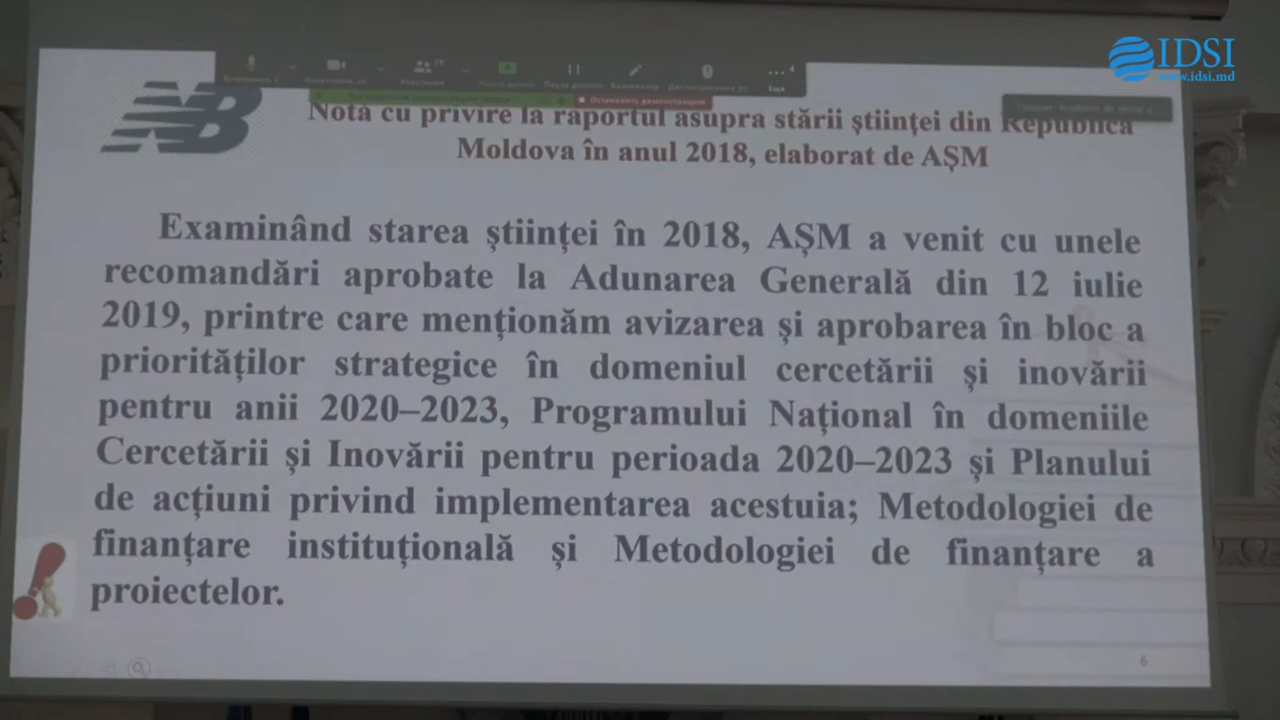 IDSI
www.idsi.md
NB
Notă cu privire la raportul asupra stării științei din Republica
Moldova în anul 2018, elaborat de AȘM
Examinând starea științei în 2018, AȘM a venit cu unele
recomandări aprobate la Adunarea Generală din 12 iulie
2019, printre care menționăm avizarea și aprobarea în bloc a
priorităților strategice în domeniul cercetării și inovării
pentru anii 2020–2023, Programului Național în domeniile
Cercetării și Inovării pentru perioada 2020–2023 și Planului
de acțiuni privind implementarea acestuia; Metodologiei de
finanțare instituțională și Metodologiei de finanțare a
proiectelor.
6